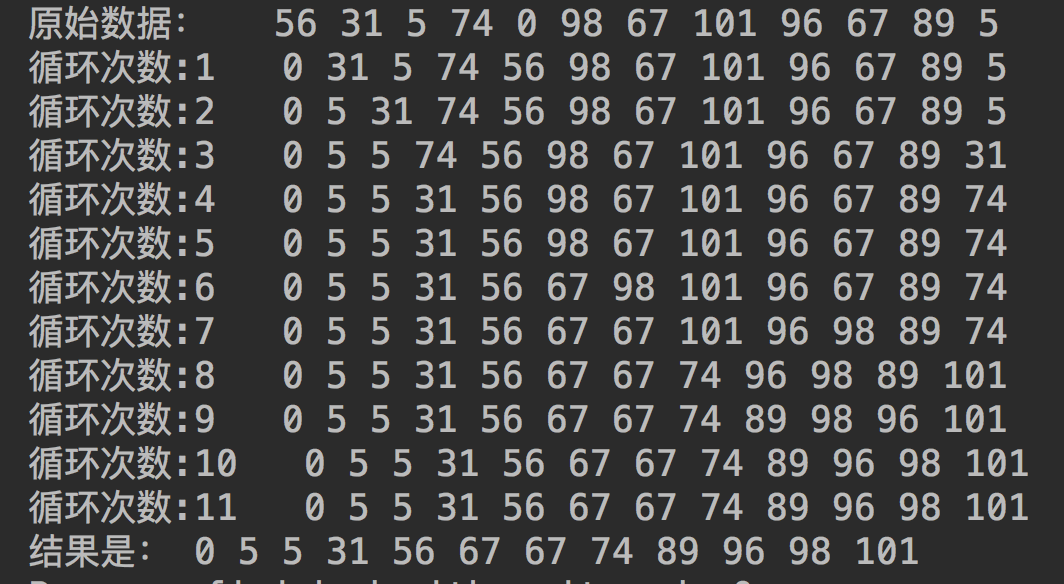 原始数据: 56 31 5 74 0 98 67 101 96 67 89 5
循环次数:1 0 31 5 74 56 98 67 101 96 67 89 5
循环次数:2 0 5 31 74 56 98 67 101 96 67 89 5
循环次数:3 0 5 5 74 56 98 67 101 96 67 89 31
循环次数:4 0 5 5 31 56 98 67 101 96 67 89 74
循环次数:5 0 5 5 31 56 98 67 101 96 67 89 74
循环次数:6 0 5 5 31 56 67 98 101 96 67 89 74
循环次数:7 0 5 5 31 56 67 67 101 96 98 89 74
循环次数:8 0 5 5 31 56 67 67 74 96 98 89 101
循环次数:9 0 5 5 31 56 67 67 74 89 98 96 101
循环次数:10 0 5 5 31 56 67 67 74 89 96 98 101
循环次数:11 0 5 5 31 56 67 67 74 89 96 98 101
结果是: 0 5 5 31 56 67 67 74 89 96 98 101